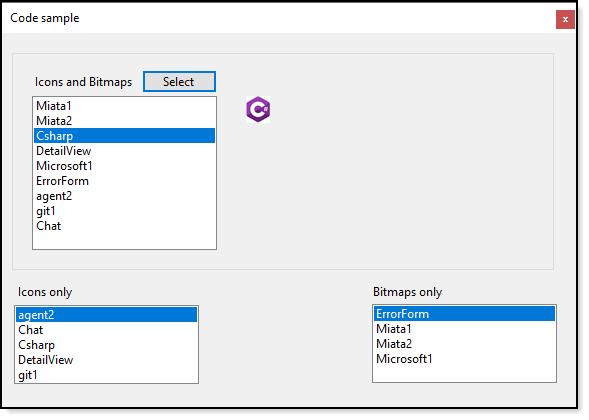 Code sample
x
Icons and Bitmaps Select
Miata1
Miata2
Csharp
DetailView
Microsoft1
ErrorForm
agent2
git1
Chat
C#
Icons only
agent2
Chat
Csharp
DetailView
git1
Bitmaps only
ErrorForm
Miata1
Miata2
Microsoft1